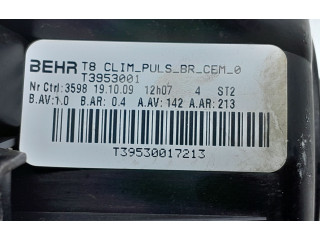 BEHR T8 CLIM_PULS_BR_CEM_0
T3953001
Nr Ctrl:3598 19.10.09 12h07 4 ST2
B.AV:1.0 B.AR: 0.4 A.AV: 142 A.AR: 213
T39530017213